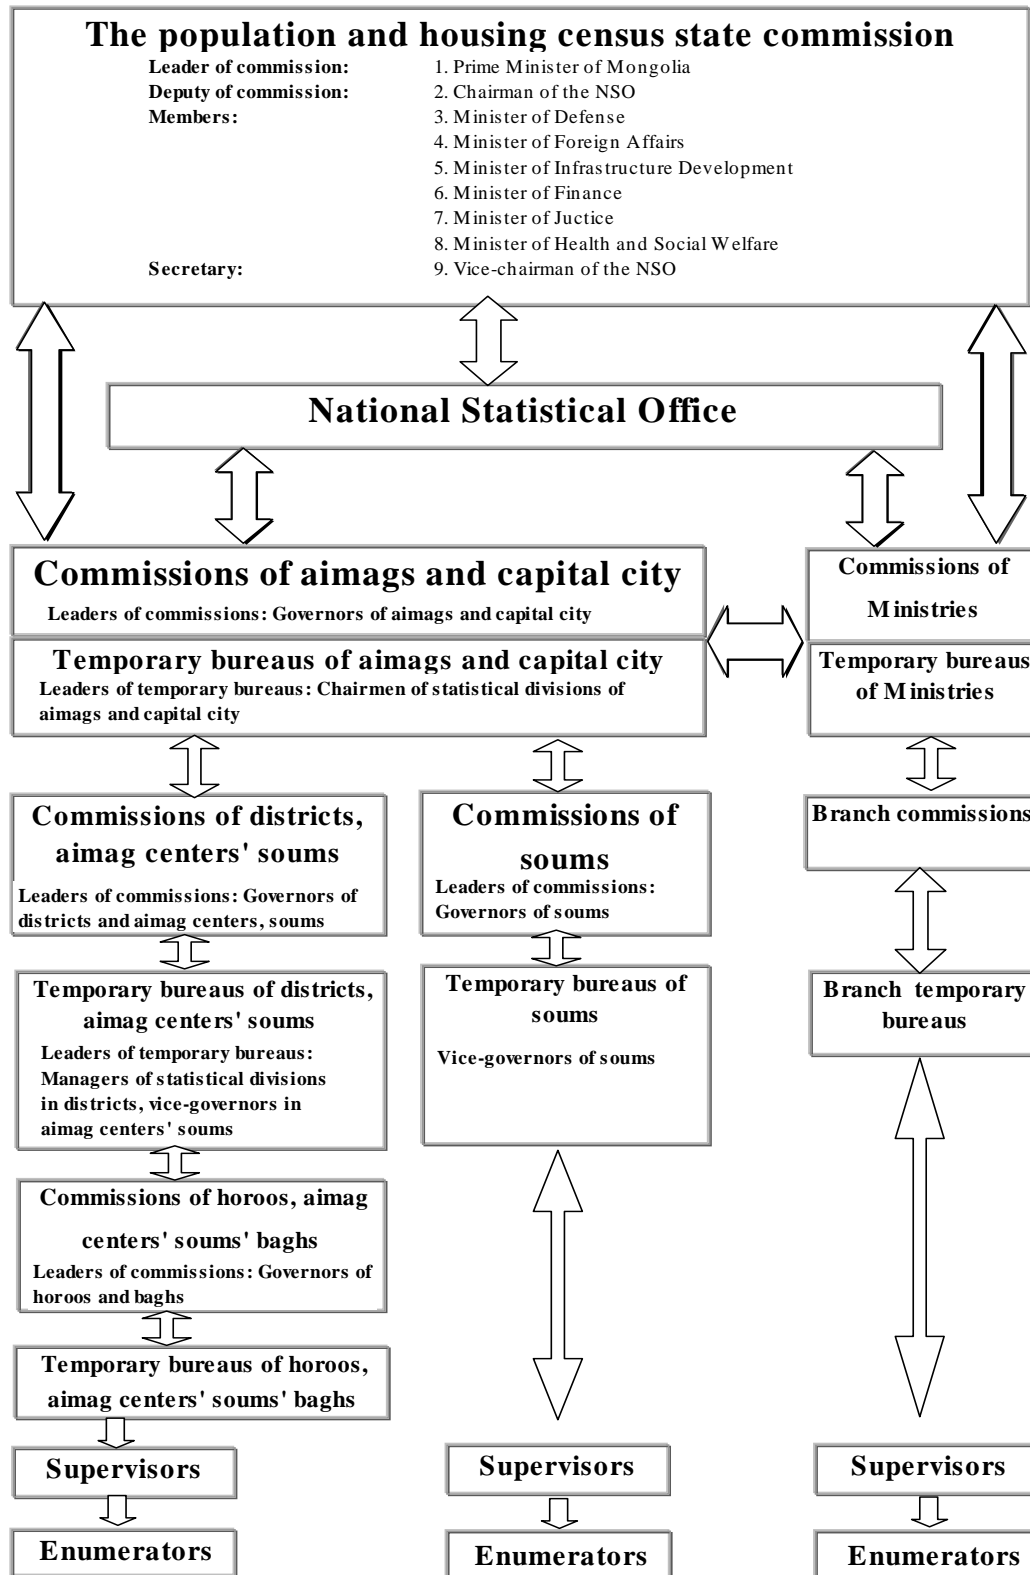 The population and housing census state commission
Leader of commission: 1. Prime Minister of Mongolia
Deputy of commission: 2. Chairman of the NSO
Members: 3. Minister of Defense
4. Minister of Foreign Affairs
5. Minister of Infrastructure Development
6. Minister of Finance
7. Minister of Juctice
8. Minister of Health and Social Welfare
Secretary: 9. Vice-chairman of the NSO
National Statistical Office
Commissions of aimags and capital city
Leaders of commissions: Governors of aimags and capital city
Temporary bureaus of aimags and capital city
Leaders of temporary bureaus: Chairmen of statistical divisions of
aimags and capital city
Commissions of
Ministries
Temporary bureaus
of Ministries
Commissions of districts,
aimag centers' soums
Leaders of commissions: Governors of
districts and aimag centers, soums
Commissions of
soums
Leaders of commissions:
Governors of soums
Branch commissions
Temporary bureaus of districts,
aimag centers' soums
Leaders of temporary bureaus:
Managers of statistical divisions
in districts, vice-governors in
aimag centers' soums
Temporary bureaus of
soums
Vice-governors of soums
Branch temporary
bureaus
Commissions of horoos, aimag
centers' soums' baghs
Leaders of commissions: Governors of
horoos and baghs
Temporary bureaus of horoos,
aimag centers' soums' baghs
Supervisors
Supervisors
Supervisors
Enumerators
Enumerators
Enumerators